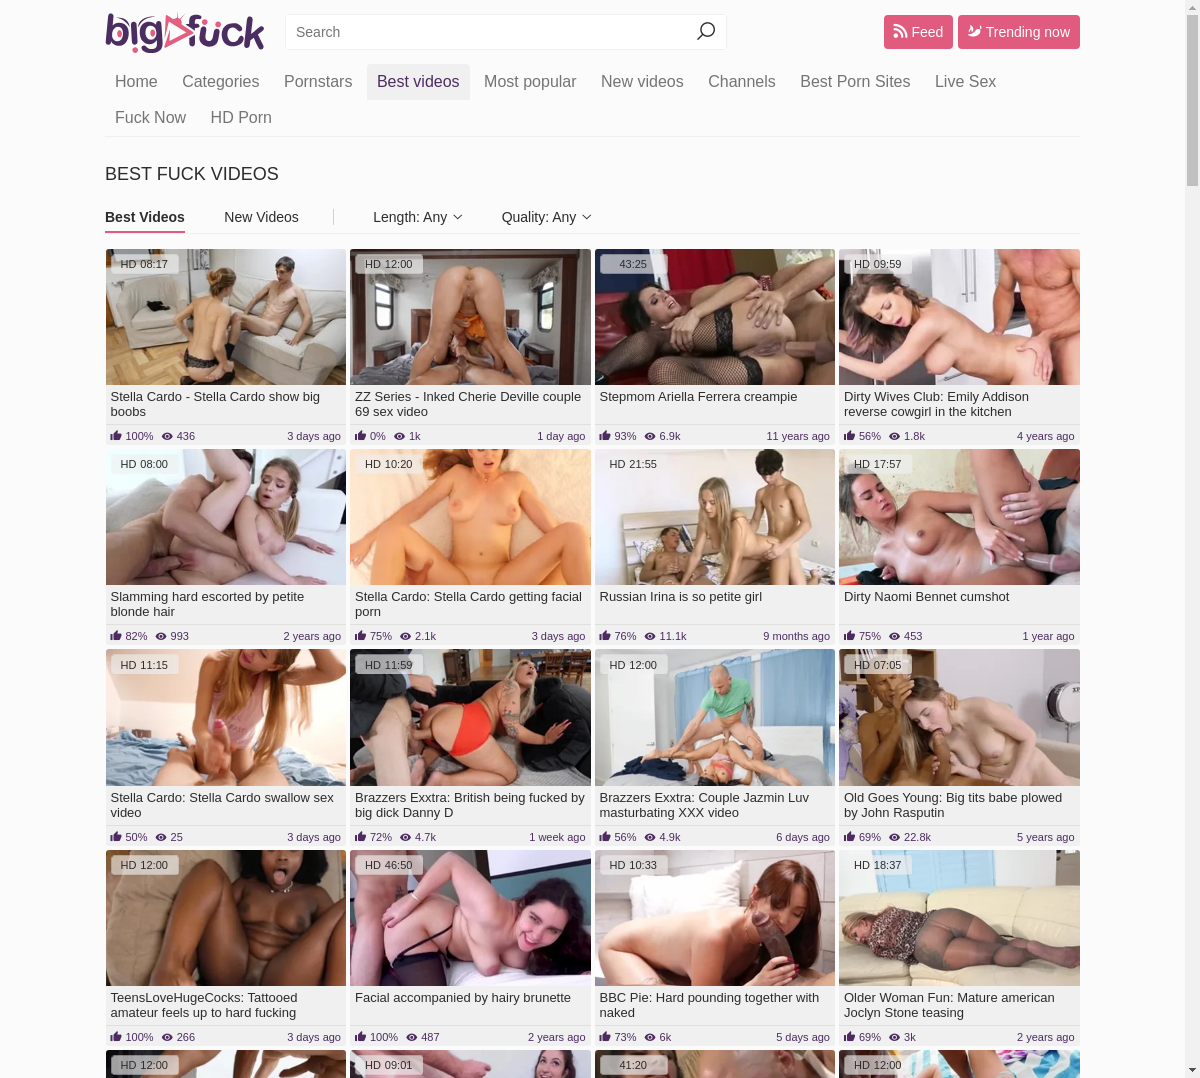 bigfuck
Search
Feed
Trending now
Home Categories Pornstars Best videos Most popular New videos Channels Best Porn Sites Live Sex
Fuck Now HD Porn
BEST FUCK VIDEOS
Best Videos New Videos Length: Any Quality: Any
HD 08:17 HD 12:00 43:25 HD 09:59
Stella Cardo - Stella Cardo show big
boobs
100% 436 3 days ago
ZZ Series - Inked Cherie Deville couple
69 sex video
0% 1k 1 day ago
Stepmom Ariella Ferrera creampie
93% 6.9k 11 years ago
Dirty Wives Club: Emily Addison
reverse cowgirl in the kitchen
56% 1.8k 4 years ago
HD 08:00 HD 10:20 HD 21:55 HD 17:57
Slamming hard escorted by petite
blonde hair
82% 993 2 years ago
Stella Cardo: Stella Cardo getting facial
porn
75% 2.1k 3 days ago
Russian Irina is so petite girl
76% 11.1k 9 months ago
Dirty Naomi Bennet cumshot
75% 453 1 year ago
HD 11:15 HD 11:59 HD 12:00 HD 07:05
Stella Cardo: Stella Cardo swallow sex
video
50% 25 3 days ago
Brazzers Exxtra: British being fucked by
big dick Danny D
72% 4.7k 1 week ago
Brazzers Exxtra: Couple Jazmin Luv
masturbating XXX video
56% 4.9k 6 days ago
Old Goes Young: Big tits babe plowed
by John Rasputin
69% 22.8k 5 years ago
HD 12:00 HD 46:50 HD 10:33 HD 18:37
TeensLoveHugeCocks: Tattooed
amateur feels up to hard fucking
100% 266 3 days ago
Facial accompanied by hairy brunette
100% 487 2 years ago
BBC Pie: Hard pounding together with
naked
73% 6k 5 days ago
Older Woman Fun: Mature american
Joclyn Stone teasing
69% 3k 2 years ago
HD 12:00 HD 09:01 41:20 HD 12:00